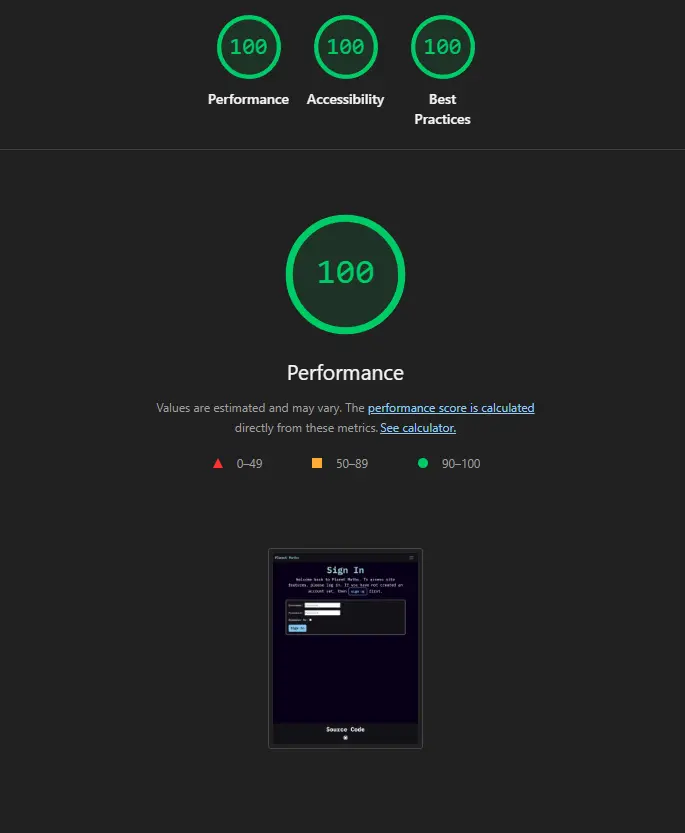 100
100
100
Performance
Accessibility
Best
Practices
100
Performance
Values are estimated and may vary. The performance score is calculated
directly from these metrics. See calculator.
0–49
50–89
90–100
Planet Maths
Sign In
Welcome back to Planet Maths. To access site
features, please log in. If you have not created an
account yet, then sign up first.
Username:
Password:
Remember Me:
Sign In
Source Code